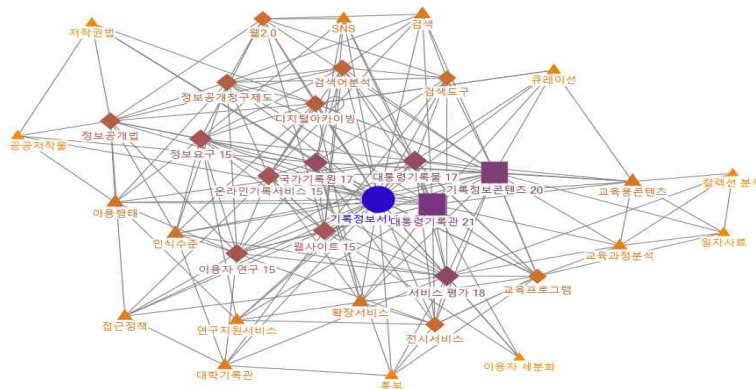 저작권법
웹2.0
SNS
검색
검색어분석
큐레이션
정보공개청구제도
검색도구
디지털아카이빙
정보공개법
공공저작물
정보요구 15
국가기록원 17
대통령기록물 17
온라인기록서비스 15
기록정보콘텐츠 20
교육용콘텐츠
컬렉션 분석
이용행태
기록정보서비
대통령기록관 21
인식수준
웹사이트 15
일차사료
교육과정분석
이용자 연구 15
서비스 평가 18
교육프로그램
확장서비스
접근정책
연구지원서비스
전시서비스
이용자 세분화
대학기록관
홍보